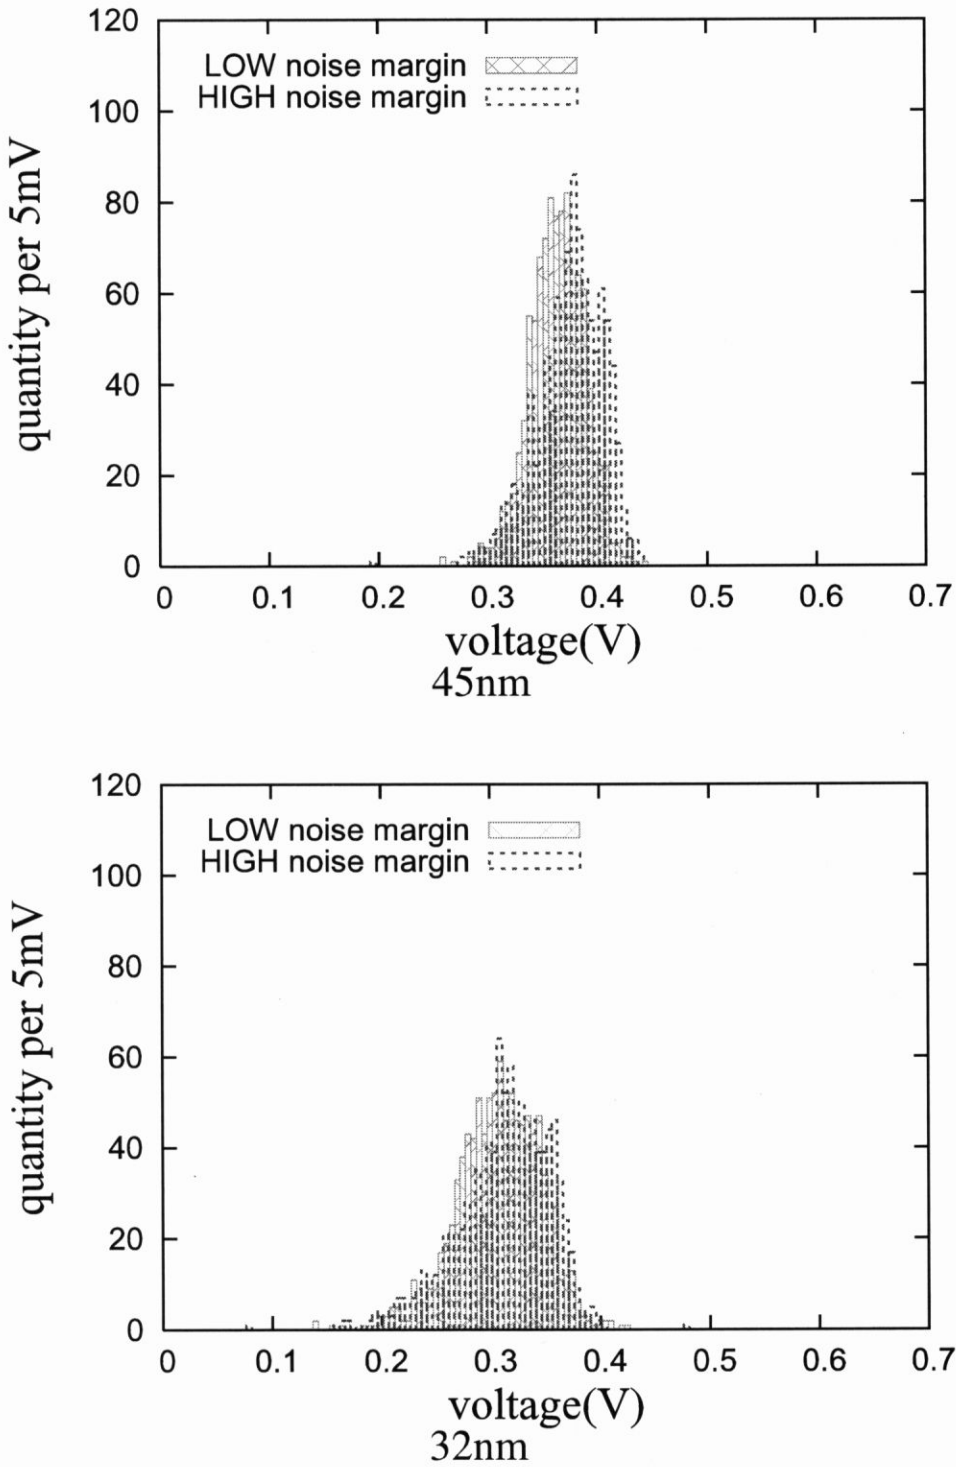 120
100
80
60
40
20
0
quantity per 5mV
LOW noise margin
HIGH noise margin
0 0.1 0.2 0.3 0.4 0.5 0.6 0.7
voltage(V)
45nm
120
100
80
60
40
20
0
quantity per 5mV
LOW noise margin
HIGH noise margin
0 0.1 0.2 0.3 0.4 0.5 0.6 0.7
voltage(V)
32nm